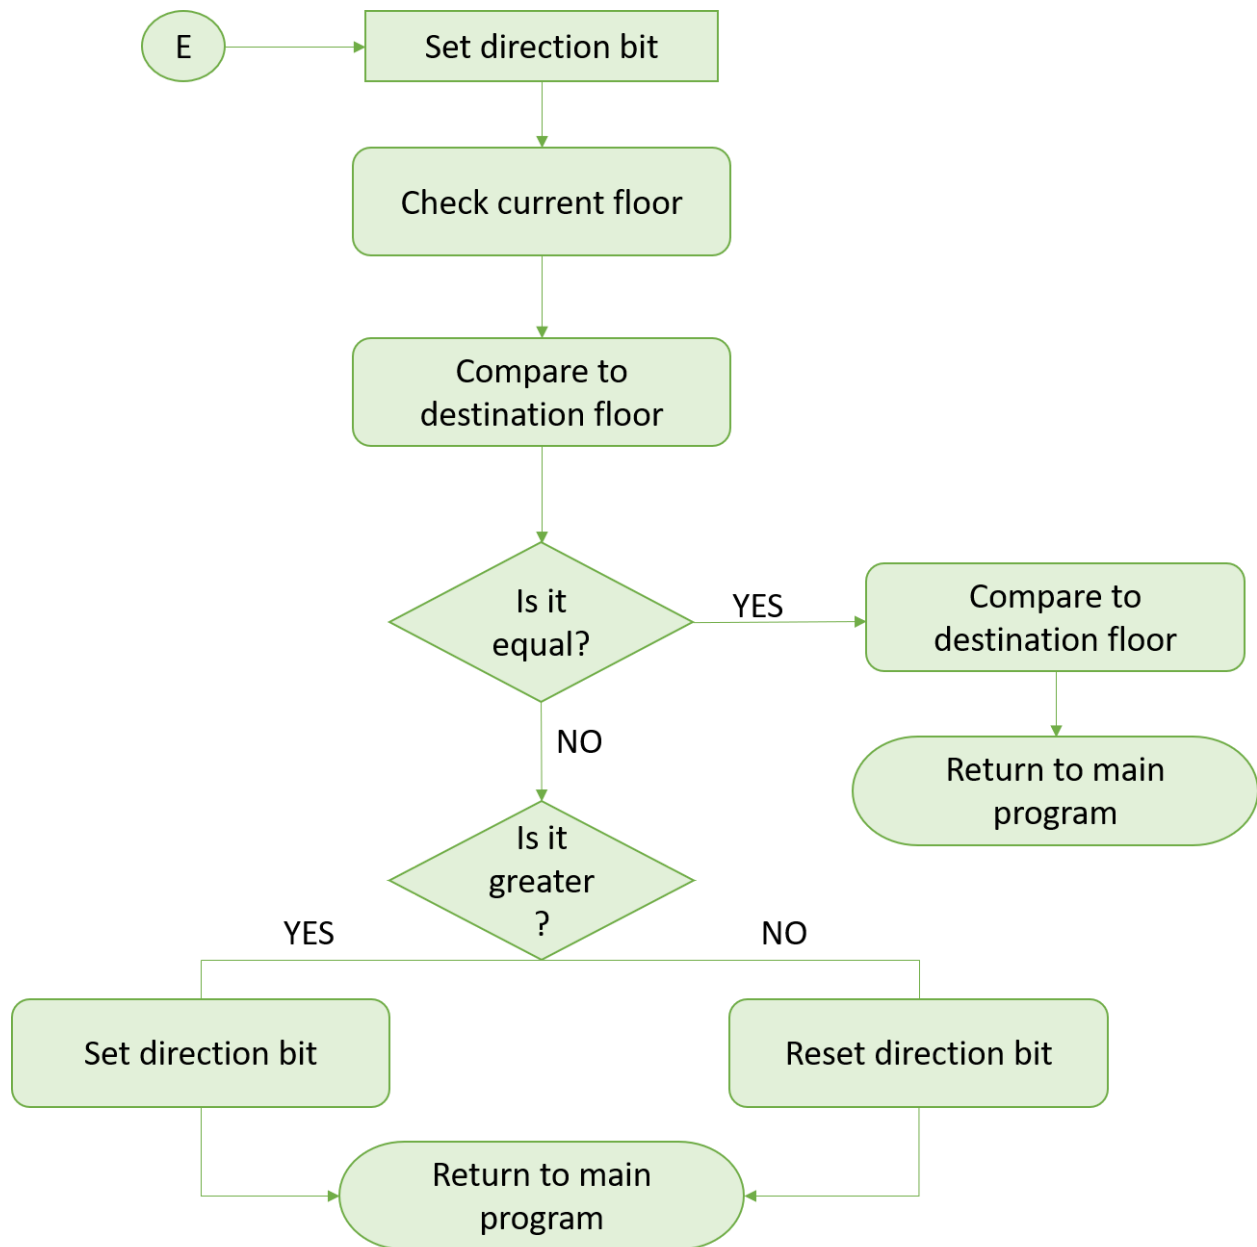 E
Set direction bit
Check current floor
Compare to
destination floor
Is it
equal?
YES
Compare to
destination floor
NO
Return to main
program
Is it
greater
?
YES
NO
Set direction bit
Reset direction bit
Return to main
program